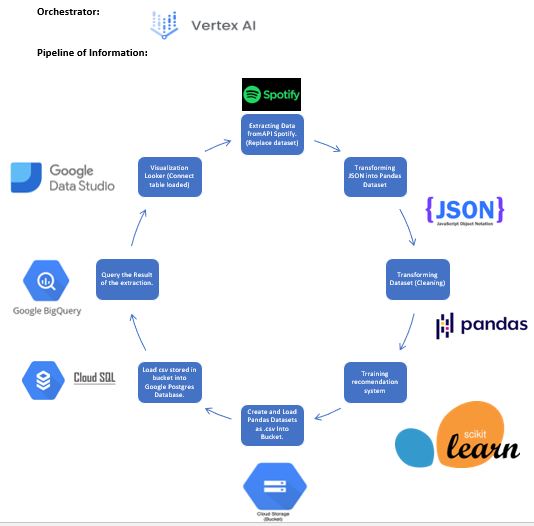 Orchestrator:
Vertex AI
Pipeline of Information:
Spotify
Extracting Data
fromAPI Spotify.
(Replace dataset)
Transforming
JSON into Pandas
Dataset
{JSON}
JavaScript Object Notation
Transforming
Dataset (Cleaning)
pandas
Trraining
recomendation
system
scikit
learn
Create and Load
Pandas Datasets
as .csv Into
Bucket.
Cloud Storage
(Bucket)
Load csv stored in
bucket into
Google Postgres
Database.
Cloud SQL
Query the Result
of the extraction.
Google BigQuery
Visualization
Looker (Connect
table loaded)
Google
Data Studio